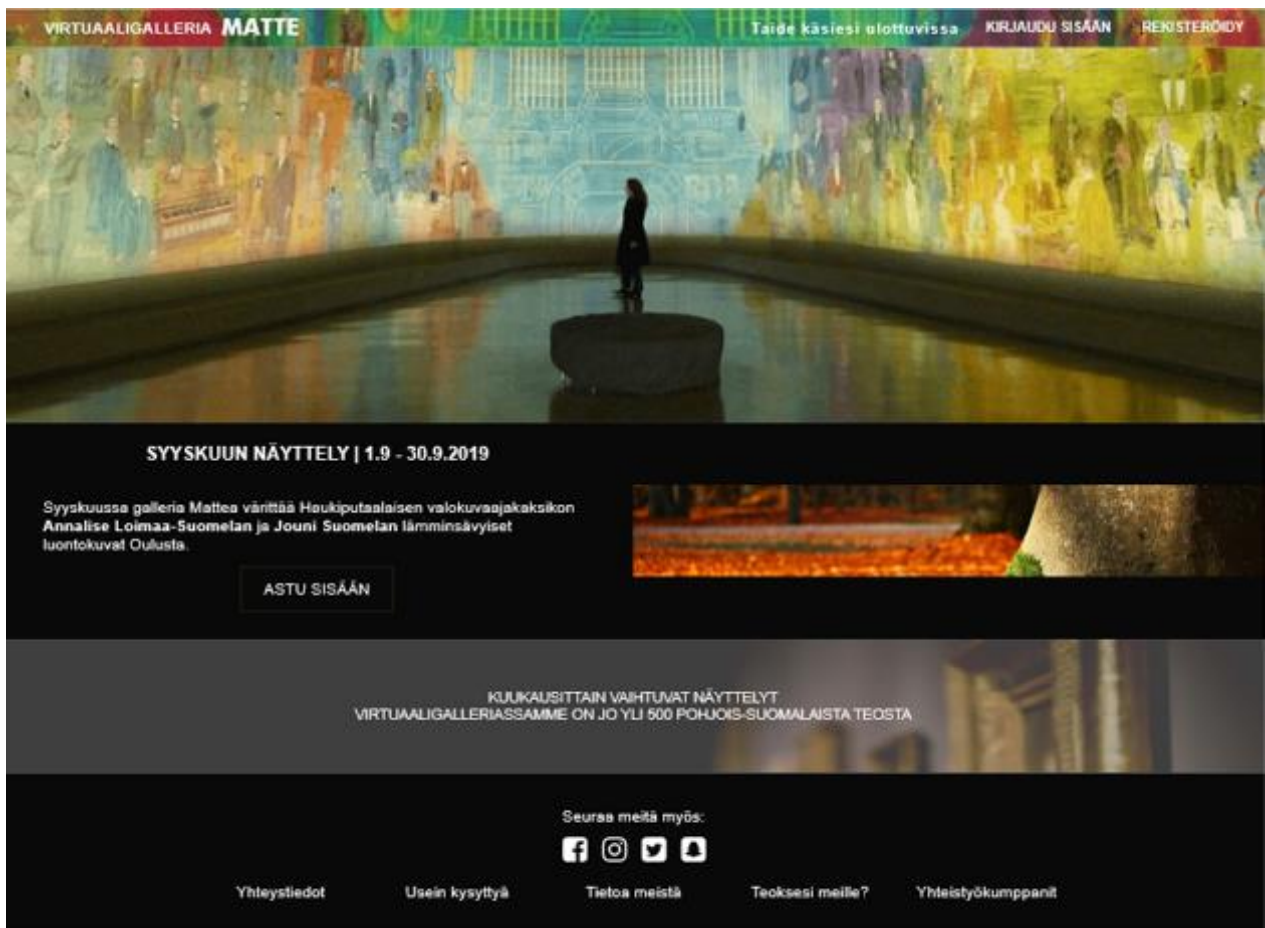 VIRTUAALIGALLERIA MATTE
Taide käsiesi ulottuvissa
KIRJAUDU SISÄÄN
REKISTERÖIDY
SYYSKUUN NÄYTTELY | 1.9 - 30.9.2019
Syyskuussa galleria Mattea värittää Haukiputaalaisen valokuvaajakaksikon
Annalise Loimaa-Suomelan ja Jouni Suomelan lämminsävyiset
luontokuvat Oulusta.
ASTU SISÄÄN
KUUKAUSITTAIN VAIHTUVAT NÄYTTELYT
VIRTUAALIGALLERIASSAMME ON JO YLI 500 POHJOIS-SUOMALAISTA TEOSTA
Seuraa meitä myös:
Yhteystiedot
Usein kysyttyä
Tietoa meistä
Teoksesi meille?
Yhteistyökumppanit